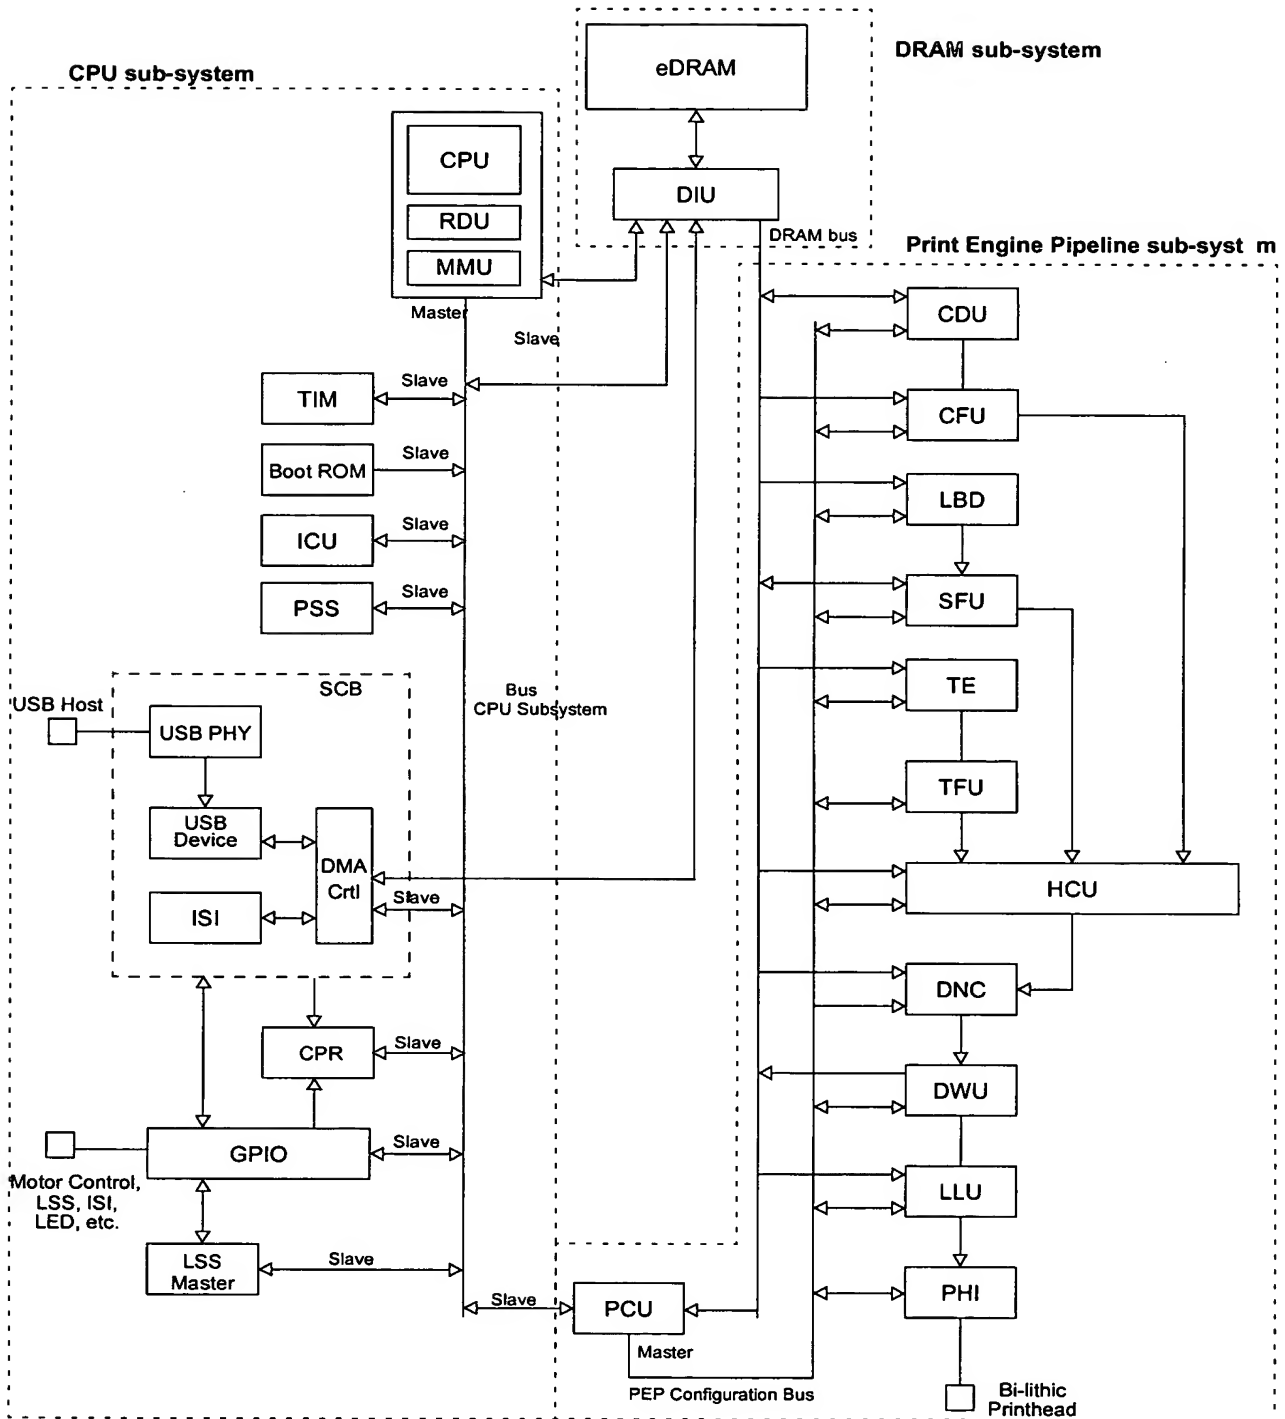 CPU sub-system
DRAM sub-system
eDRAM
CPU
RDU
MMU
Master
DIU
DRAM bus
Print Engine Pipeline sub-syst m
Slave
TIM
Slave
Boot ROM
Slave
ICU
Slave
PSS
Slave
SCB
USB Host
USB PHY
USB
Device
DMA
Crtl
ISI
Slave
Bus
CPU Subsystem
CPR
Slave
GPIO
Slave
Motor Control,
LSS, ISI,
LED, etc.
LSS
Master
Slave
Slave
PCU
Master
PEP Configuration Bus
CDU
CFU
LBD
SFU
TE
TFU
HCU
DNC
DWU
LLU
PHI
Bi-lithic
Printhead